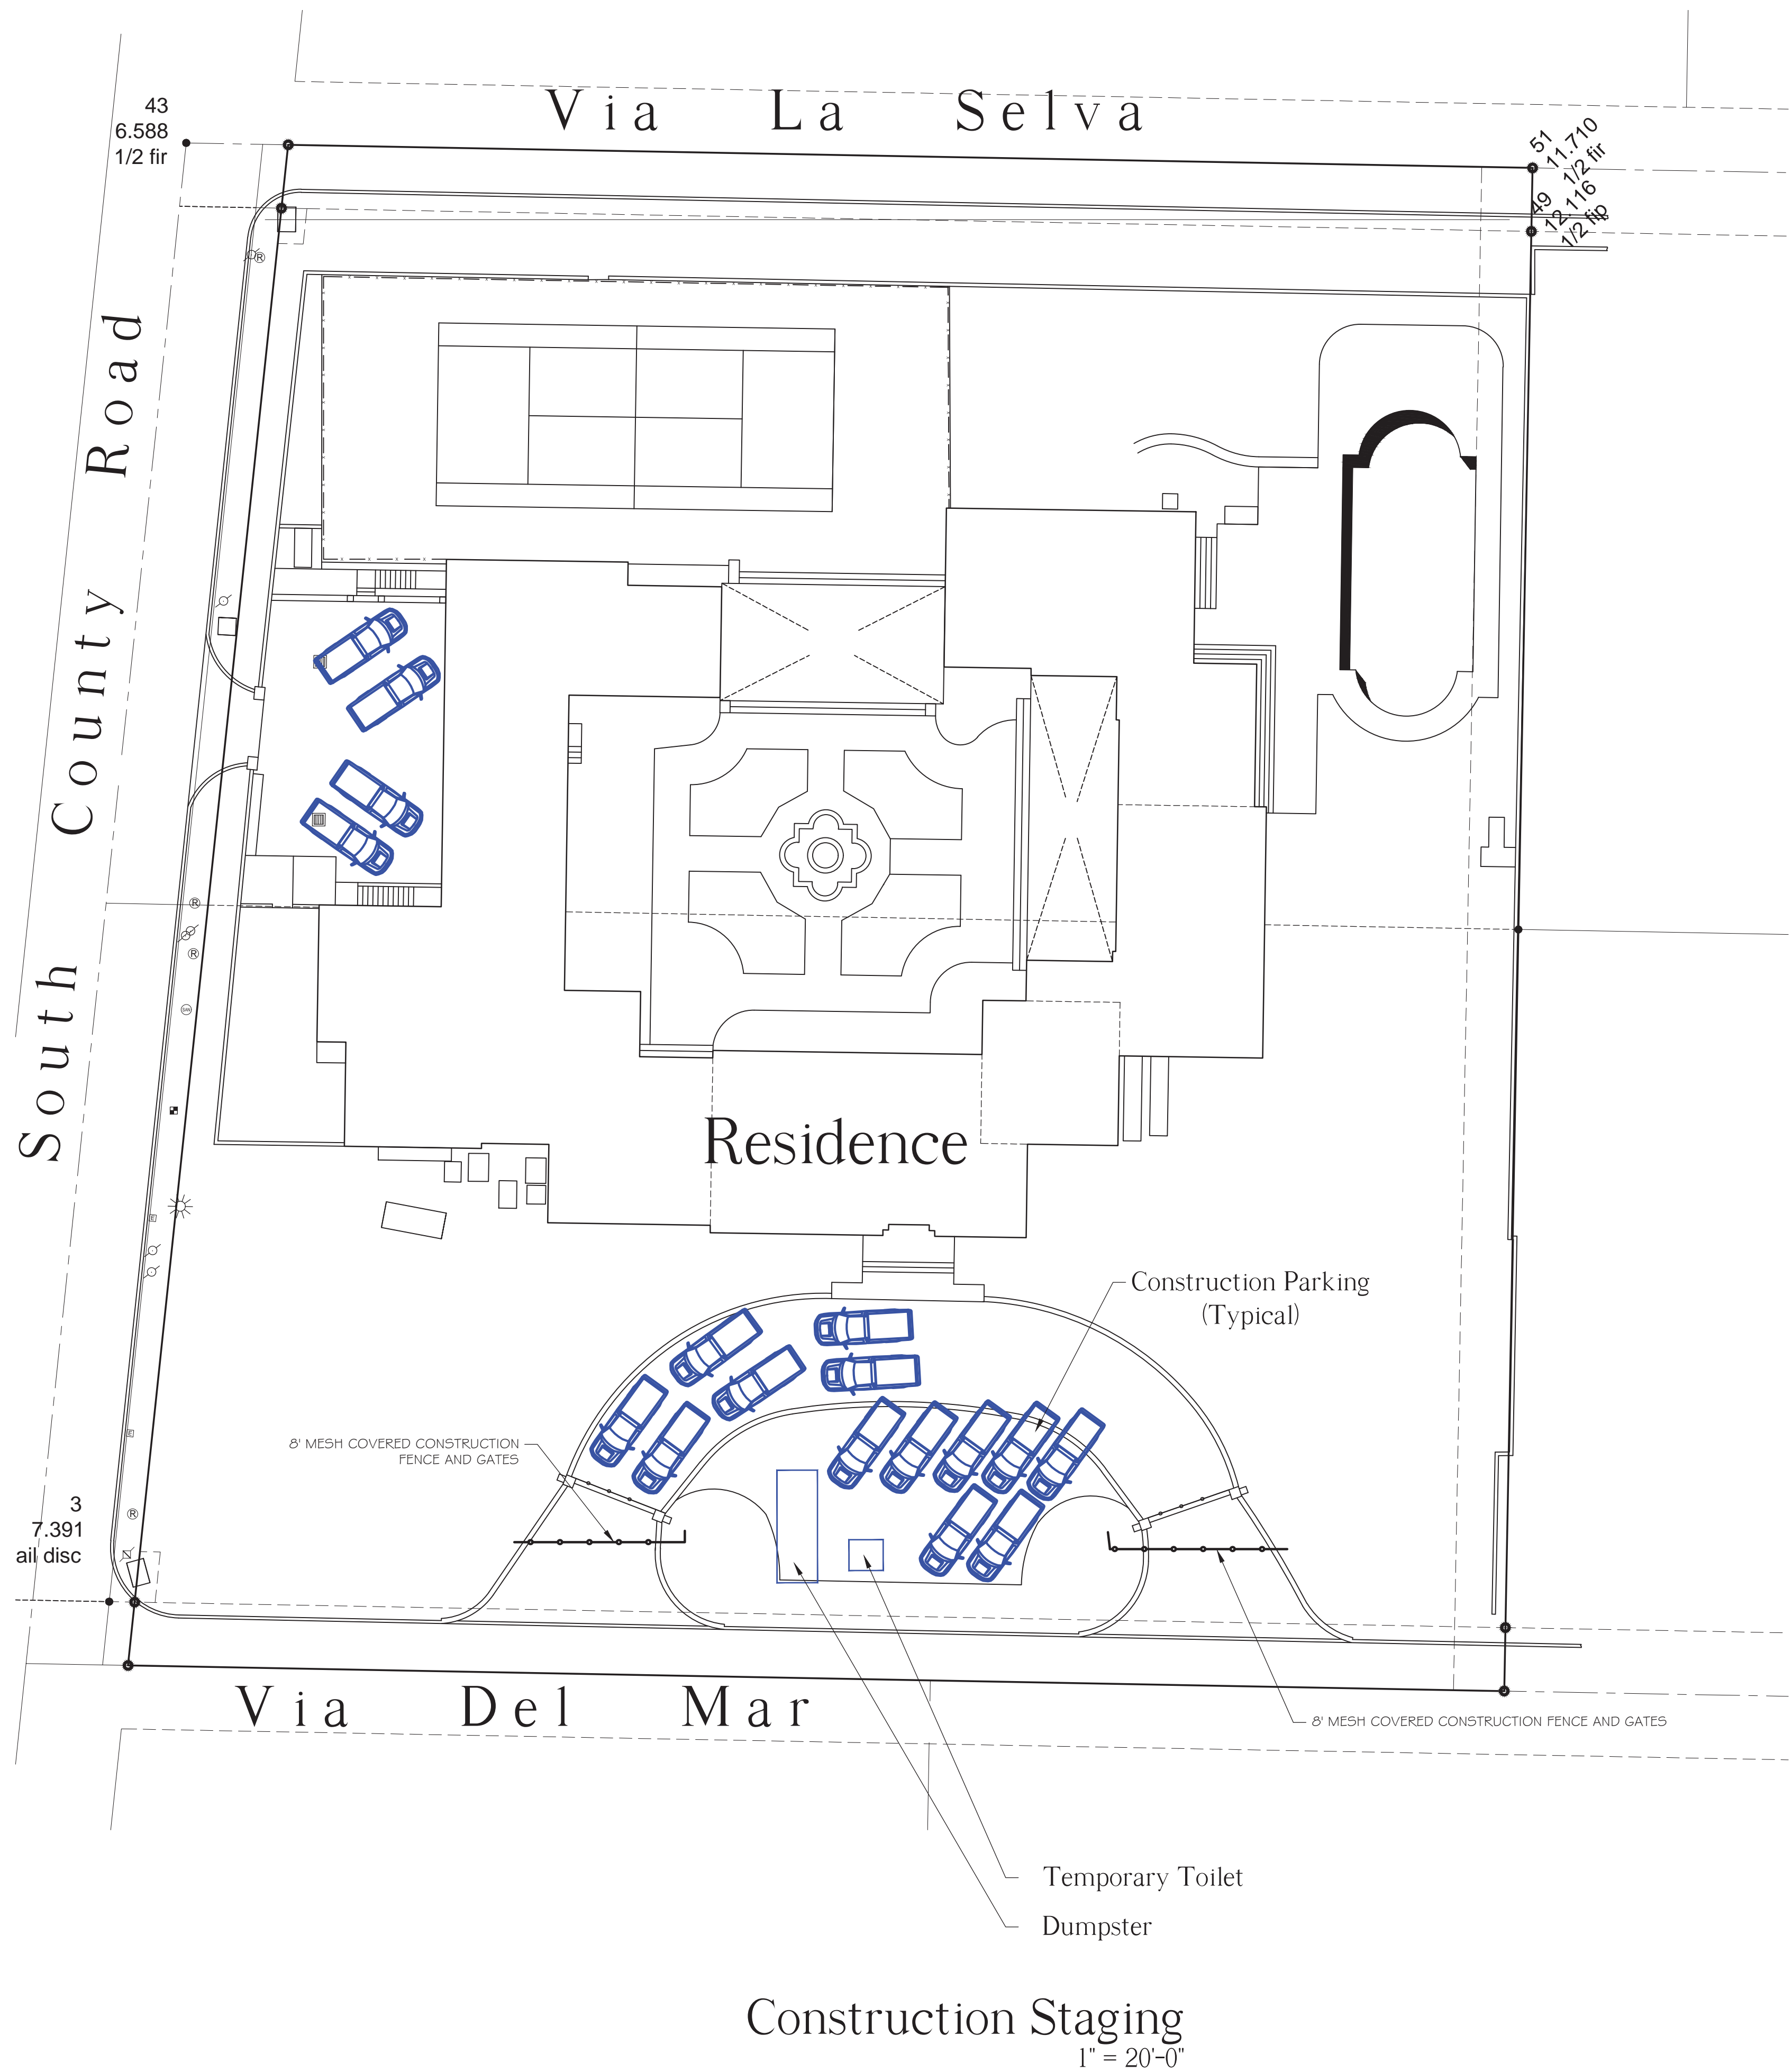 Via La Selva
43
6.588
1/2 fir
51
11.710
1/2 fir
49
12.116
1/2 fip
South County Road
R
R
R
SAN
E
E
R
Residence
Construction Parking
(Typical)
8' MESH COVERED CONSTRUCTION
FENCE AND GATES
3
7.391
ail disc
Via Del Mar
8' MESH COVERED CONSTRUCTION FENCE AND GATES
Temporary Toilet
Dumpster
Construction Staging
1" = 20'-0"